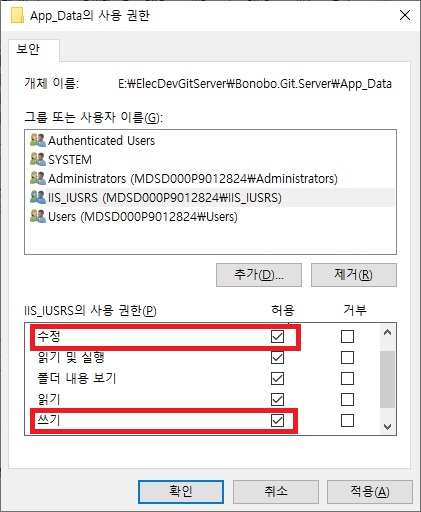 App_Data의 사용 권한
보안
개체 이름: E:\ElecDevGitServer\Bonobo.Git.Server\App_Data
그룹 또는 사용자 이름(G):
Authenticated Users
SYSTEM
Administrators (MDSD000P9012824\Administrators)
IIS_IUSRS (MDSD000P9012824\IIS_IUSRS)
Users (MDSD000P9012824\Users)
추가(D)... 제거(R)
IIS_IUSRS의 사용 권한(P) 허용 거부
수정
읽기 및 실행
폴더 내용 보기
읽기
쓰기
확인 취소 적용(A)